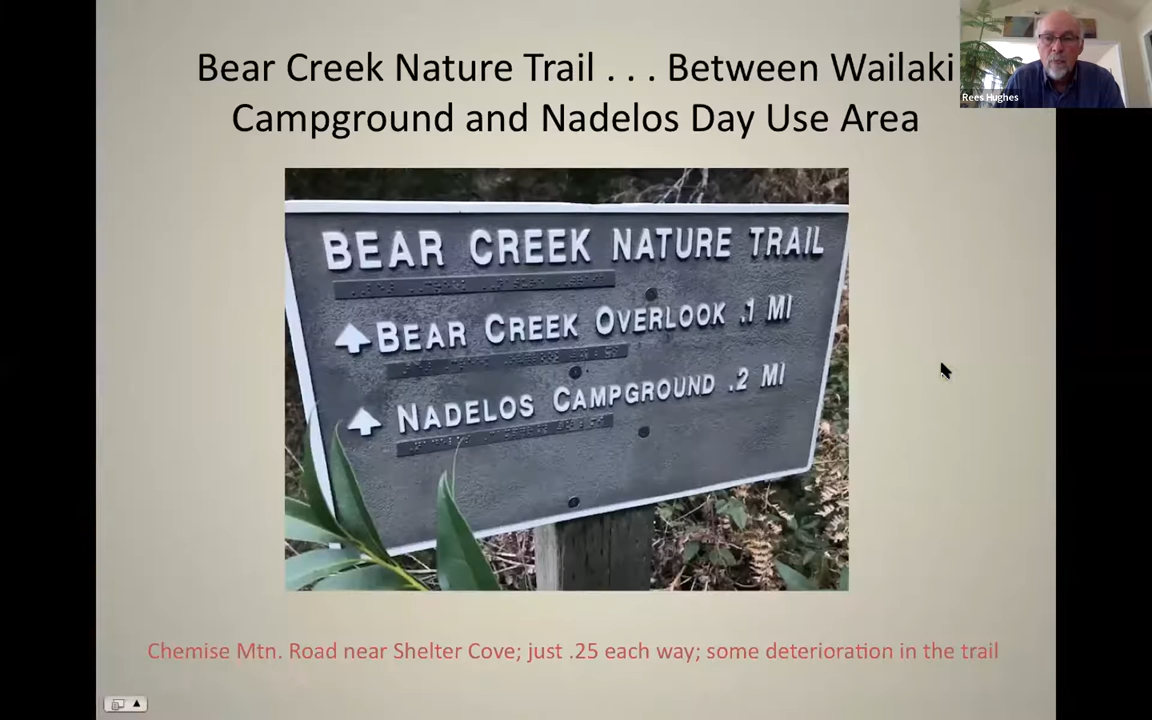 Bear Creek Nature Trail . . . Between Wailaki
Campground and Nadelos Day Use Area
Rees Hughes
BEAR CREEK NATURE TRAIL
BEAR CREEK OVERLOOK .1 MI
NADELOS CAMPGROUND .2 MI
Chemise Mtn. Road near Shelter Cove; just .25 each way; some deterioration in the trail